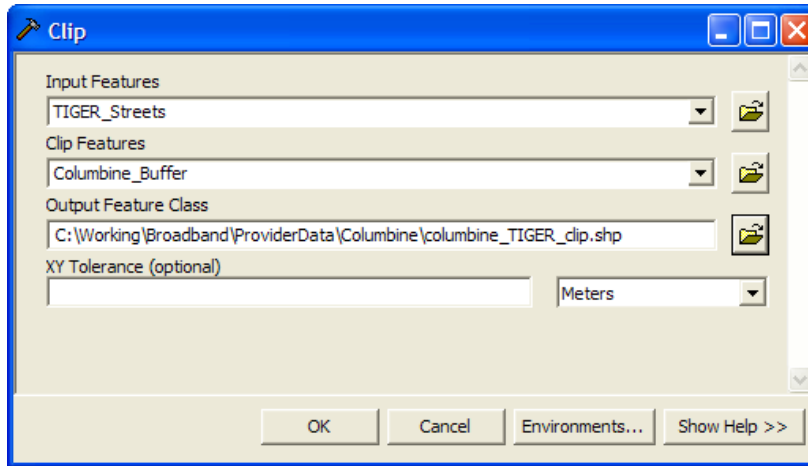 Clip
Input Features
TIGER_Streets
Clip Features
Columbine_Buffer
Output Feature Class
C:\Working\Broadband\ProviderData\Columbine\columbine_TIGER_clip.shp
XY Tolerance (optional)
Meters
OK Cancel Environments... Show Help >>